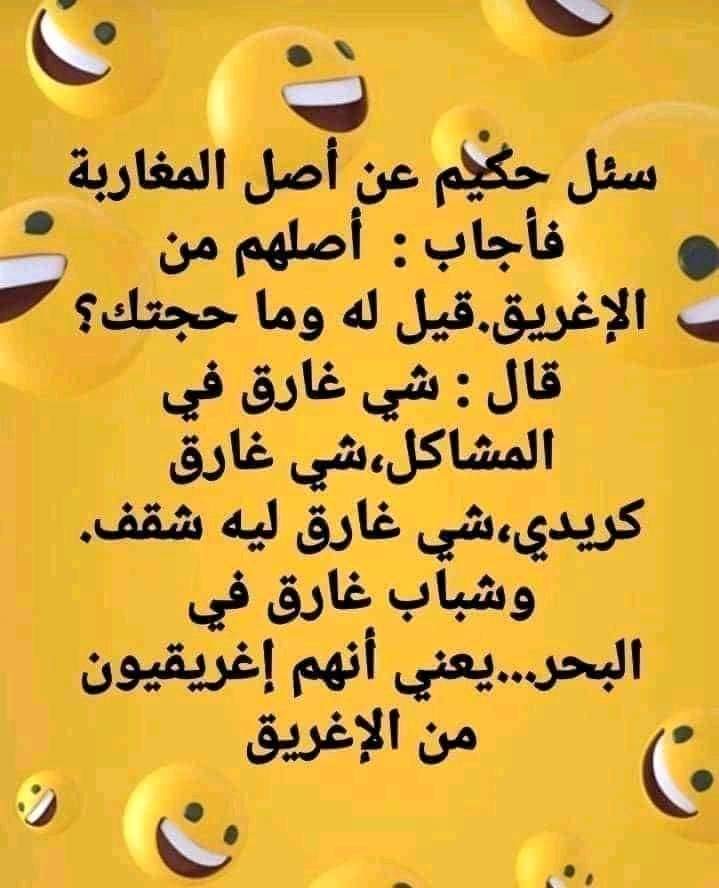 سئل حكيم عن أصل المغاربة
فأجاب : أصلهم من
الإغريق.قيل له وما حجتك؟
قال : شي غارق في
المشاكل،شي غارق
كريدي،شي غارق ليه شقف.
وشباب غارق في
البحر...يعني أنهم إغريقيون
من الإغريق